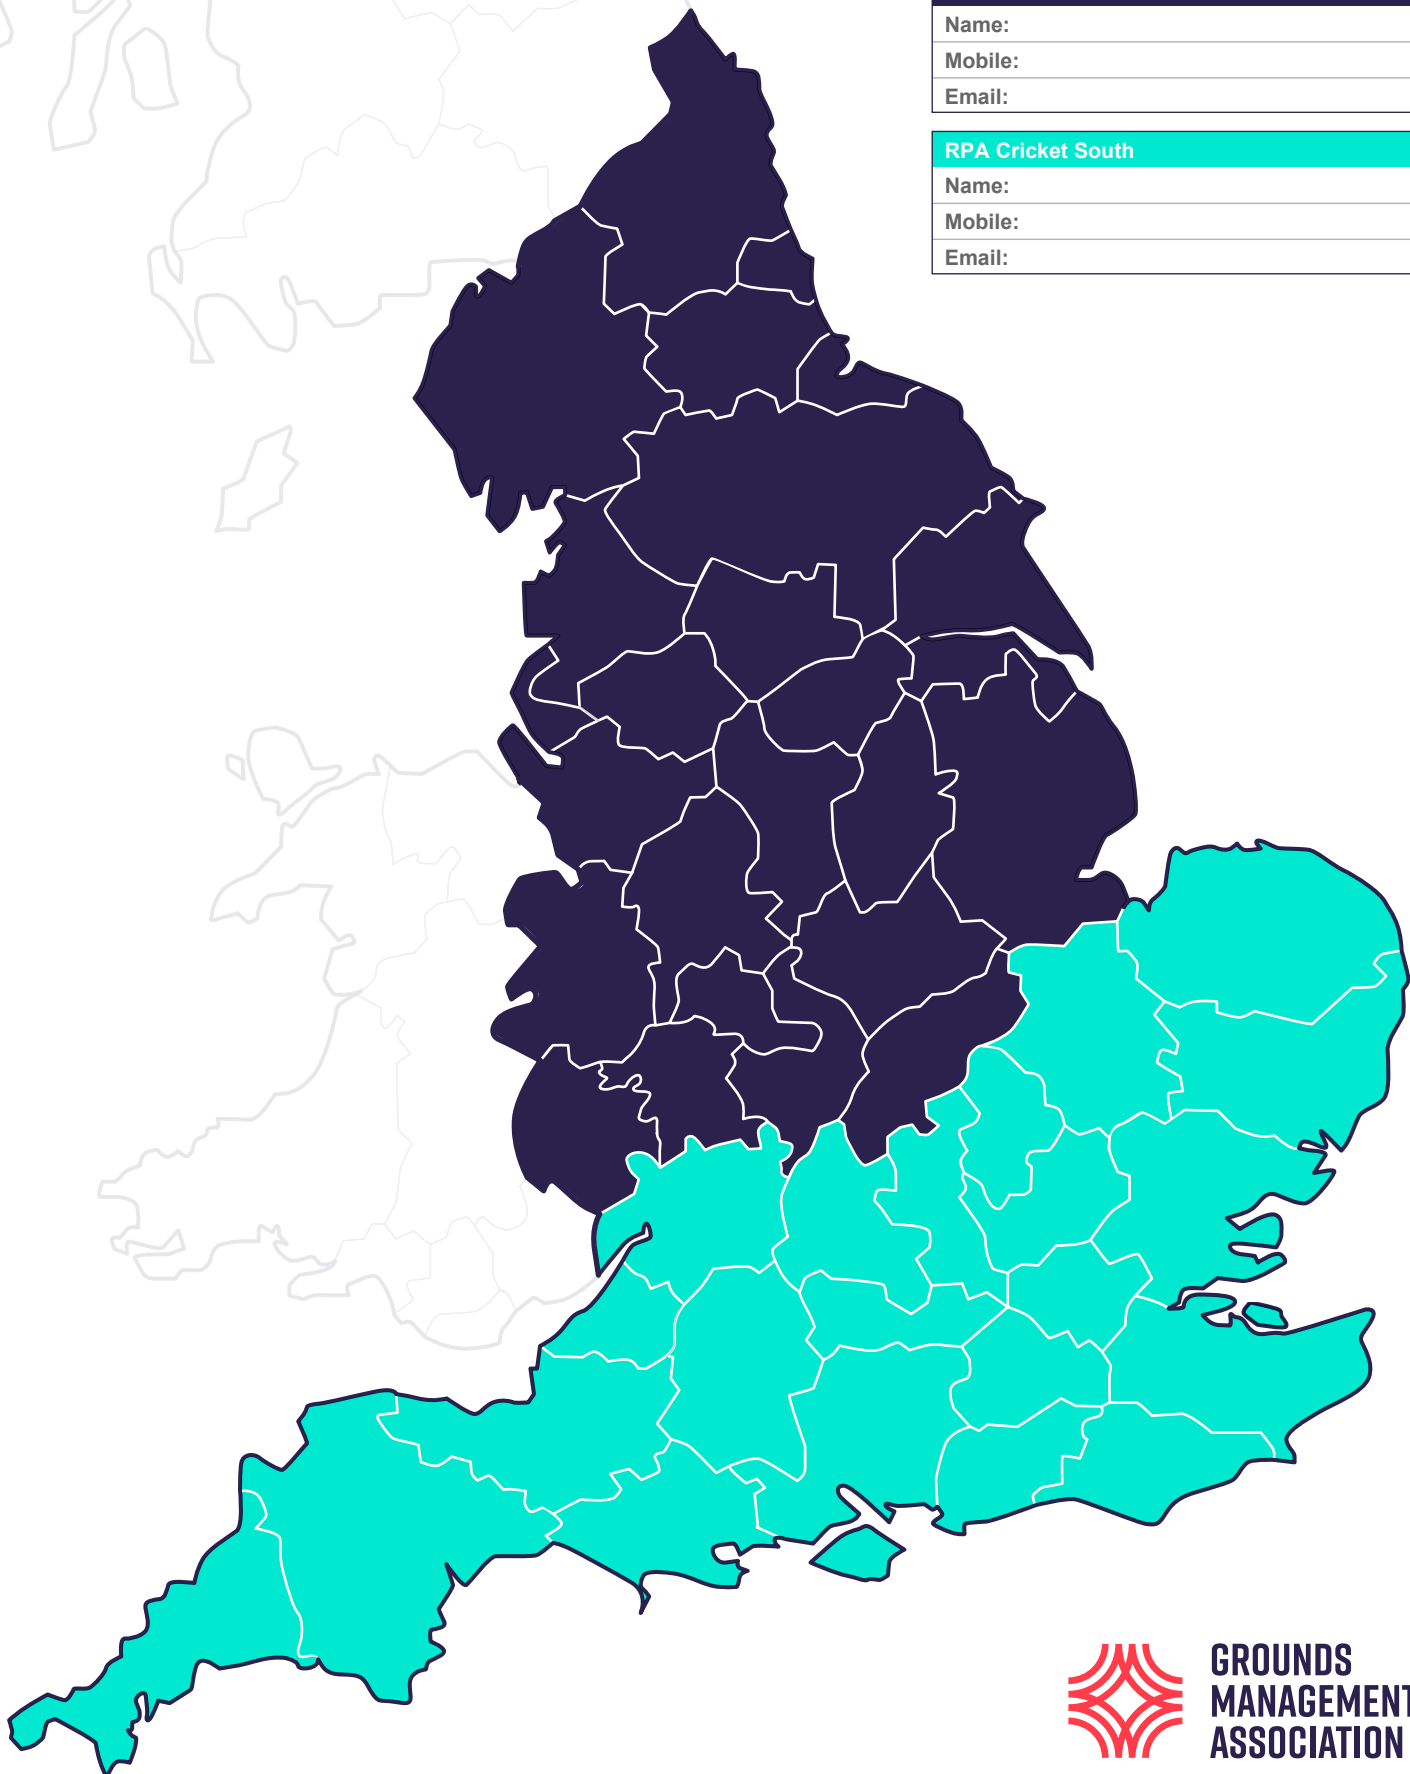 Name:
Mobile:
Email:
RPA Cricket South
Name:
Mobile:
Email:
GROUNDS
MANAGEMENT
ASSOCIATION